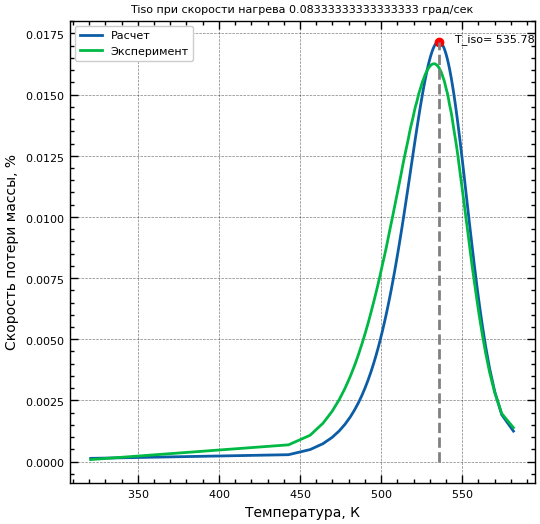 Tiso при скорости нагрева 0.08333333333333333 град/сек
Расчет
Эксперимент
T_iso= 535.78
0.0175
0.0150
0.0125
0.0100
0.0075
0.0050
0.0025
0.0000
Скорость потери массы, %
350 400 450 500 550
Температура, К